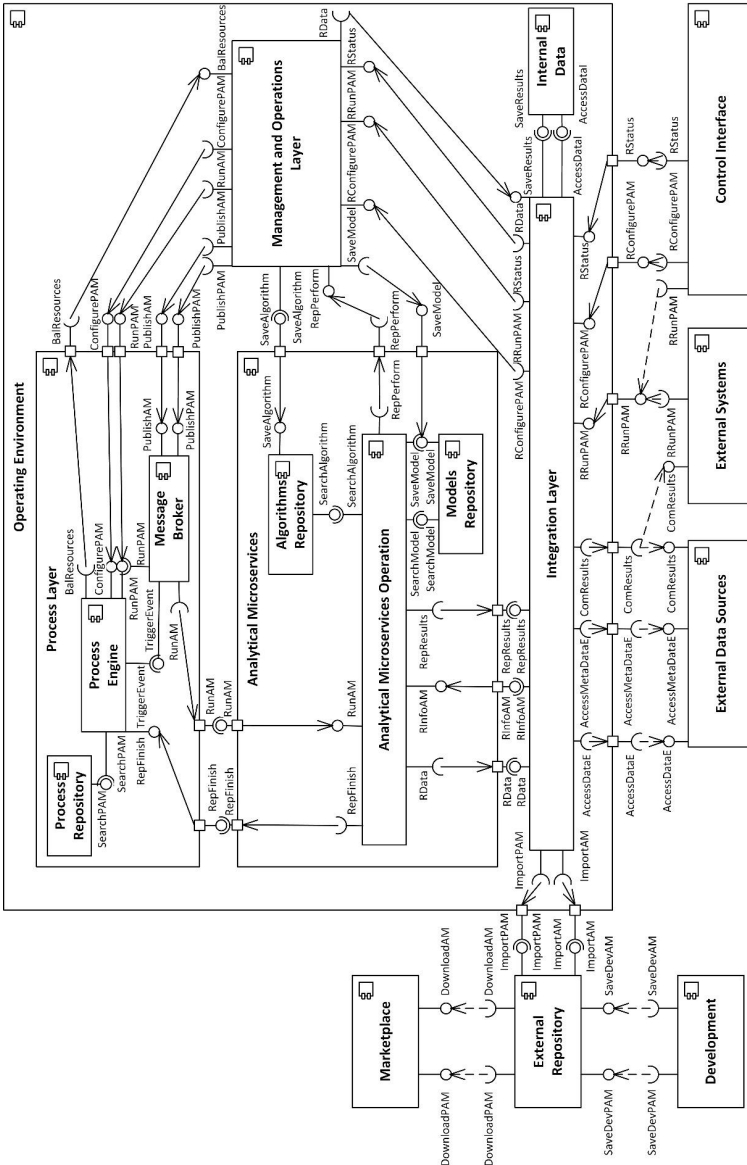 Operating Environment
Process Layer
Process
Repository
SearchPAM
Process
Engine
BalResources
ConfigurePAM
RunPAM
RunPAM
TriggerEvent
TriggerEvent
RepFinish
Message
Broker
RunAM
PublishAM
PublishPAM
BalResources
ConfigurePAM
RunPAM
PublishAM
PublishPAM
BalResources
ConfigurePAM
RunAM
PublishAM
PublishPAM
Management and Operations
Layer
RData
RStatus
RRunPAM
RConfigurePAM
SaveModel
RepFinish
RepFinish
RunAM
RunAM
Analytical Microservices
Algorithms
Repository
SaveAlgorithm
SaveAlgorithm
SaveAlgorithm
SearchAlgorithm
SearchAlgorithm
RepPerform
RepPerform
RepPerform
SaveModel
RepFinish
RunAM
Analytical Microservices Operation
SearchModel
SearchModel
SaveModel
SaveModel
Models
Repository
RData
RInfoAM
RepResults
RData
RData
RInfoAM
RInfoAM
RepResults
RepResults
Integration Layer
RConfigurePAM
RRunPAM
RStatus
RData
SaveResults
SaveResults
AccessDataI
AccessDataI
Internal
Data
ImportPAM
ImportAM
ImportPAM
ImportPAM
ImportAM
ImportAM
AccessDataE
AccessMetaDataE
ComResults
RRunPAM
RConfigurePAM
RStatus
AccessDataE
AccessMetaDataE
ComResults
RRunPAM
RConfigurePAM
RStatus
AccessDataE
AccessMetaDataE
ComResults
ComResults
RRunPAM
RRunPAM
RConfigurePAM
RStatus
Marketplace
DownloadPAM
DownloadAM
DownloadPAM
DownloadAM
External
Repository
SaveDevPAM
SaveDevAM
SaveDevPAM
SaveDevAM
Development
External Data Sources
External Systems
Control Interface